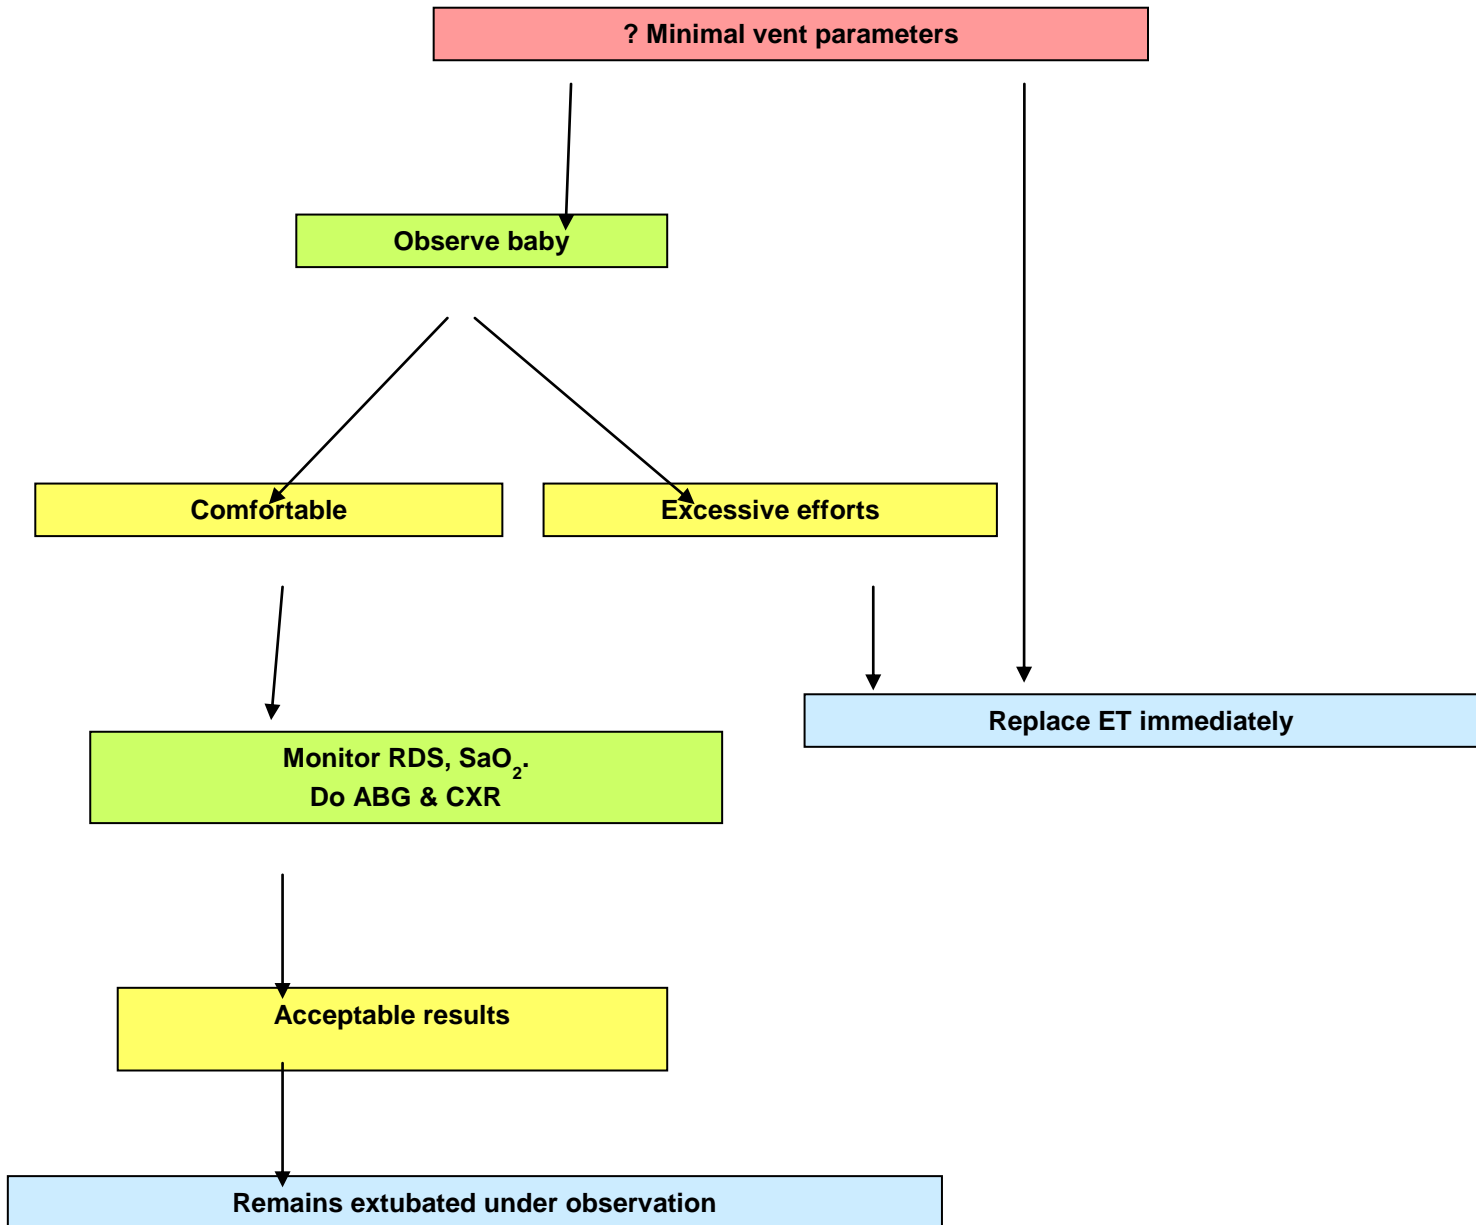 ? Minimal vent parameters
Observe baby
Comfortable
Excessive efforts
Replace ET immediately
Monitor RDS, SaO₂.
Do ABG & CXR
Acceptable results
Remains extubated under observation